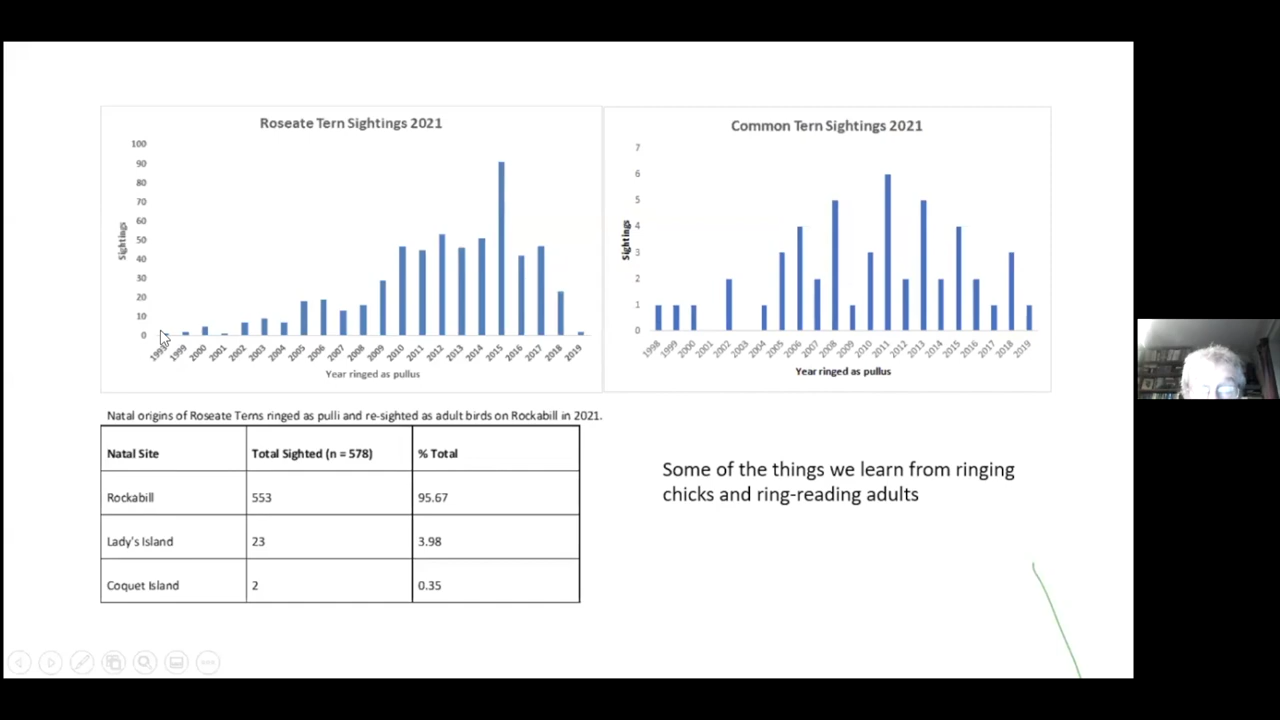 Roseate Tern Sightings 2021
100
90
80
70
60
50
40
30
20
10
0
Sightings
1999 2000 2001 2002 2003 2004 2005 2006 2007 2008 2009 2010 2011 2012 2013 2014 2015 2016 2017 2018 2019
Year ringed as pullus
Common Tern Sightings 2021
7
6
5
4
3
2
1
0
Sightings
1998 1999 2000 2001 2002 2003 2004 2005 2006 2007 2008 2009 2010 2011 2012 2013 2014 2015 2016 2017 2018 2019
Year ringed as pullus
Natal origins of Roseate Terns ringed as pulli and re-sighted as adult birds on Rockabill in 2021.
Natal Site Total Sighted (n = 578) % Total
Rockabill 553 95.67
Lady's Island 23 3.98
Coquet Island 2 0.35
Some of the things we learn from ringing
chicks and ring-reading adults